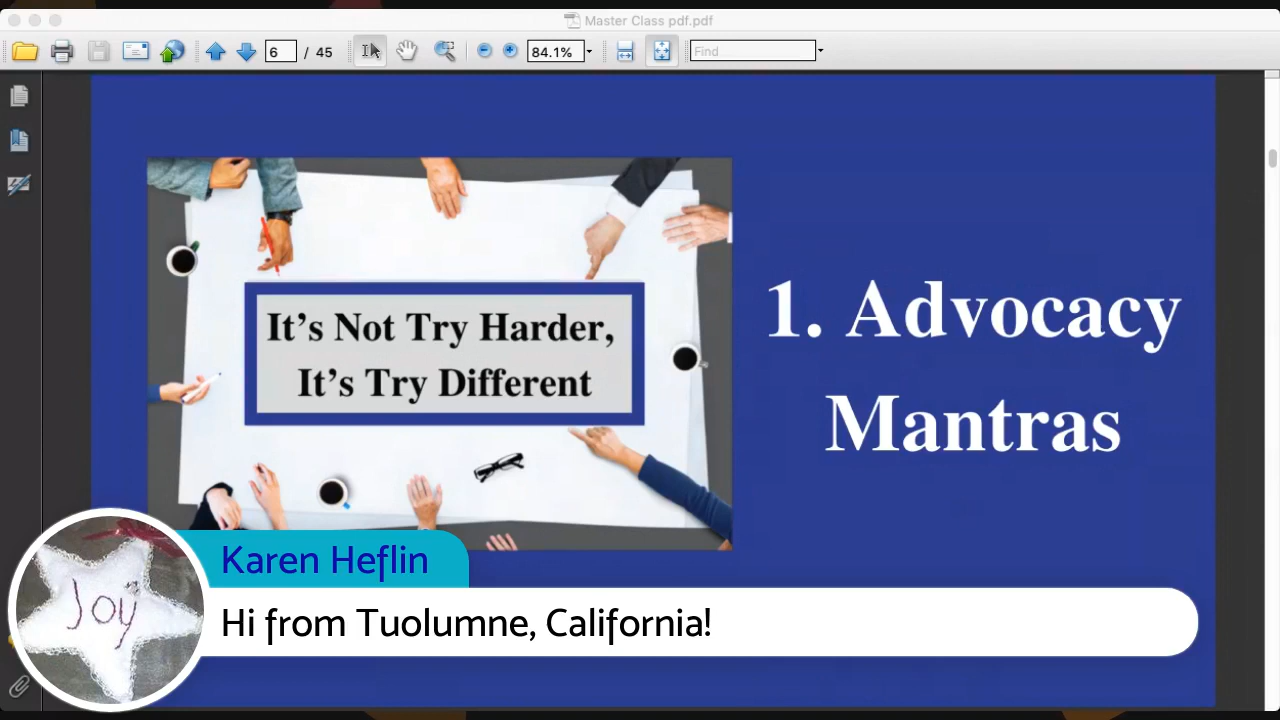 Master Class pdf.pdf
6 / 45
84.1%
Find
It's Not Try Harder,
It's Try Different
1. Advocacy
Mantras
Joy
Karen Heflin
Hi from Tuolumne, California!